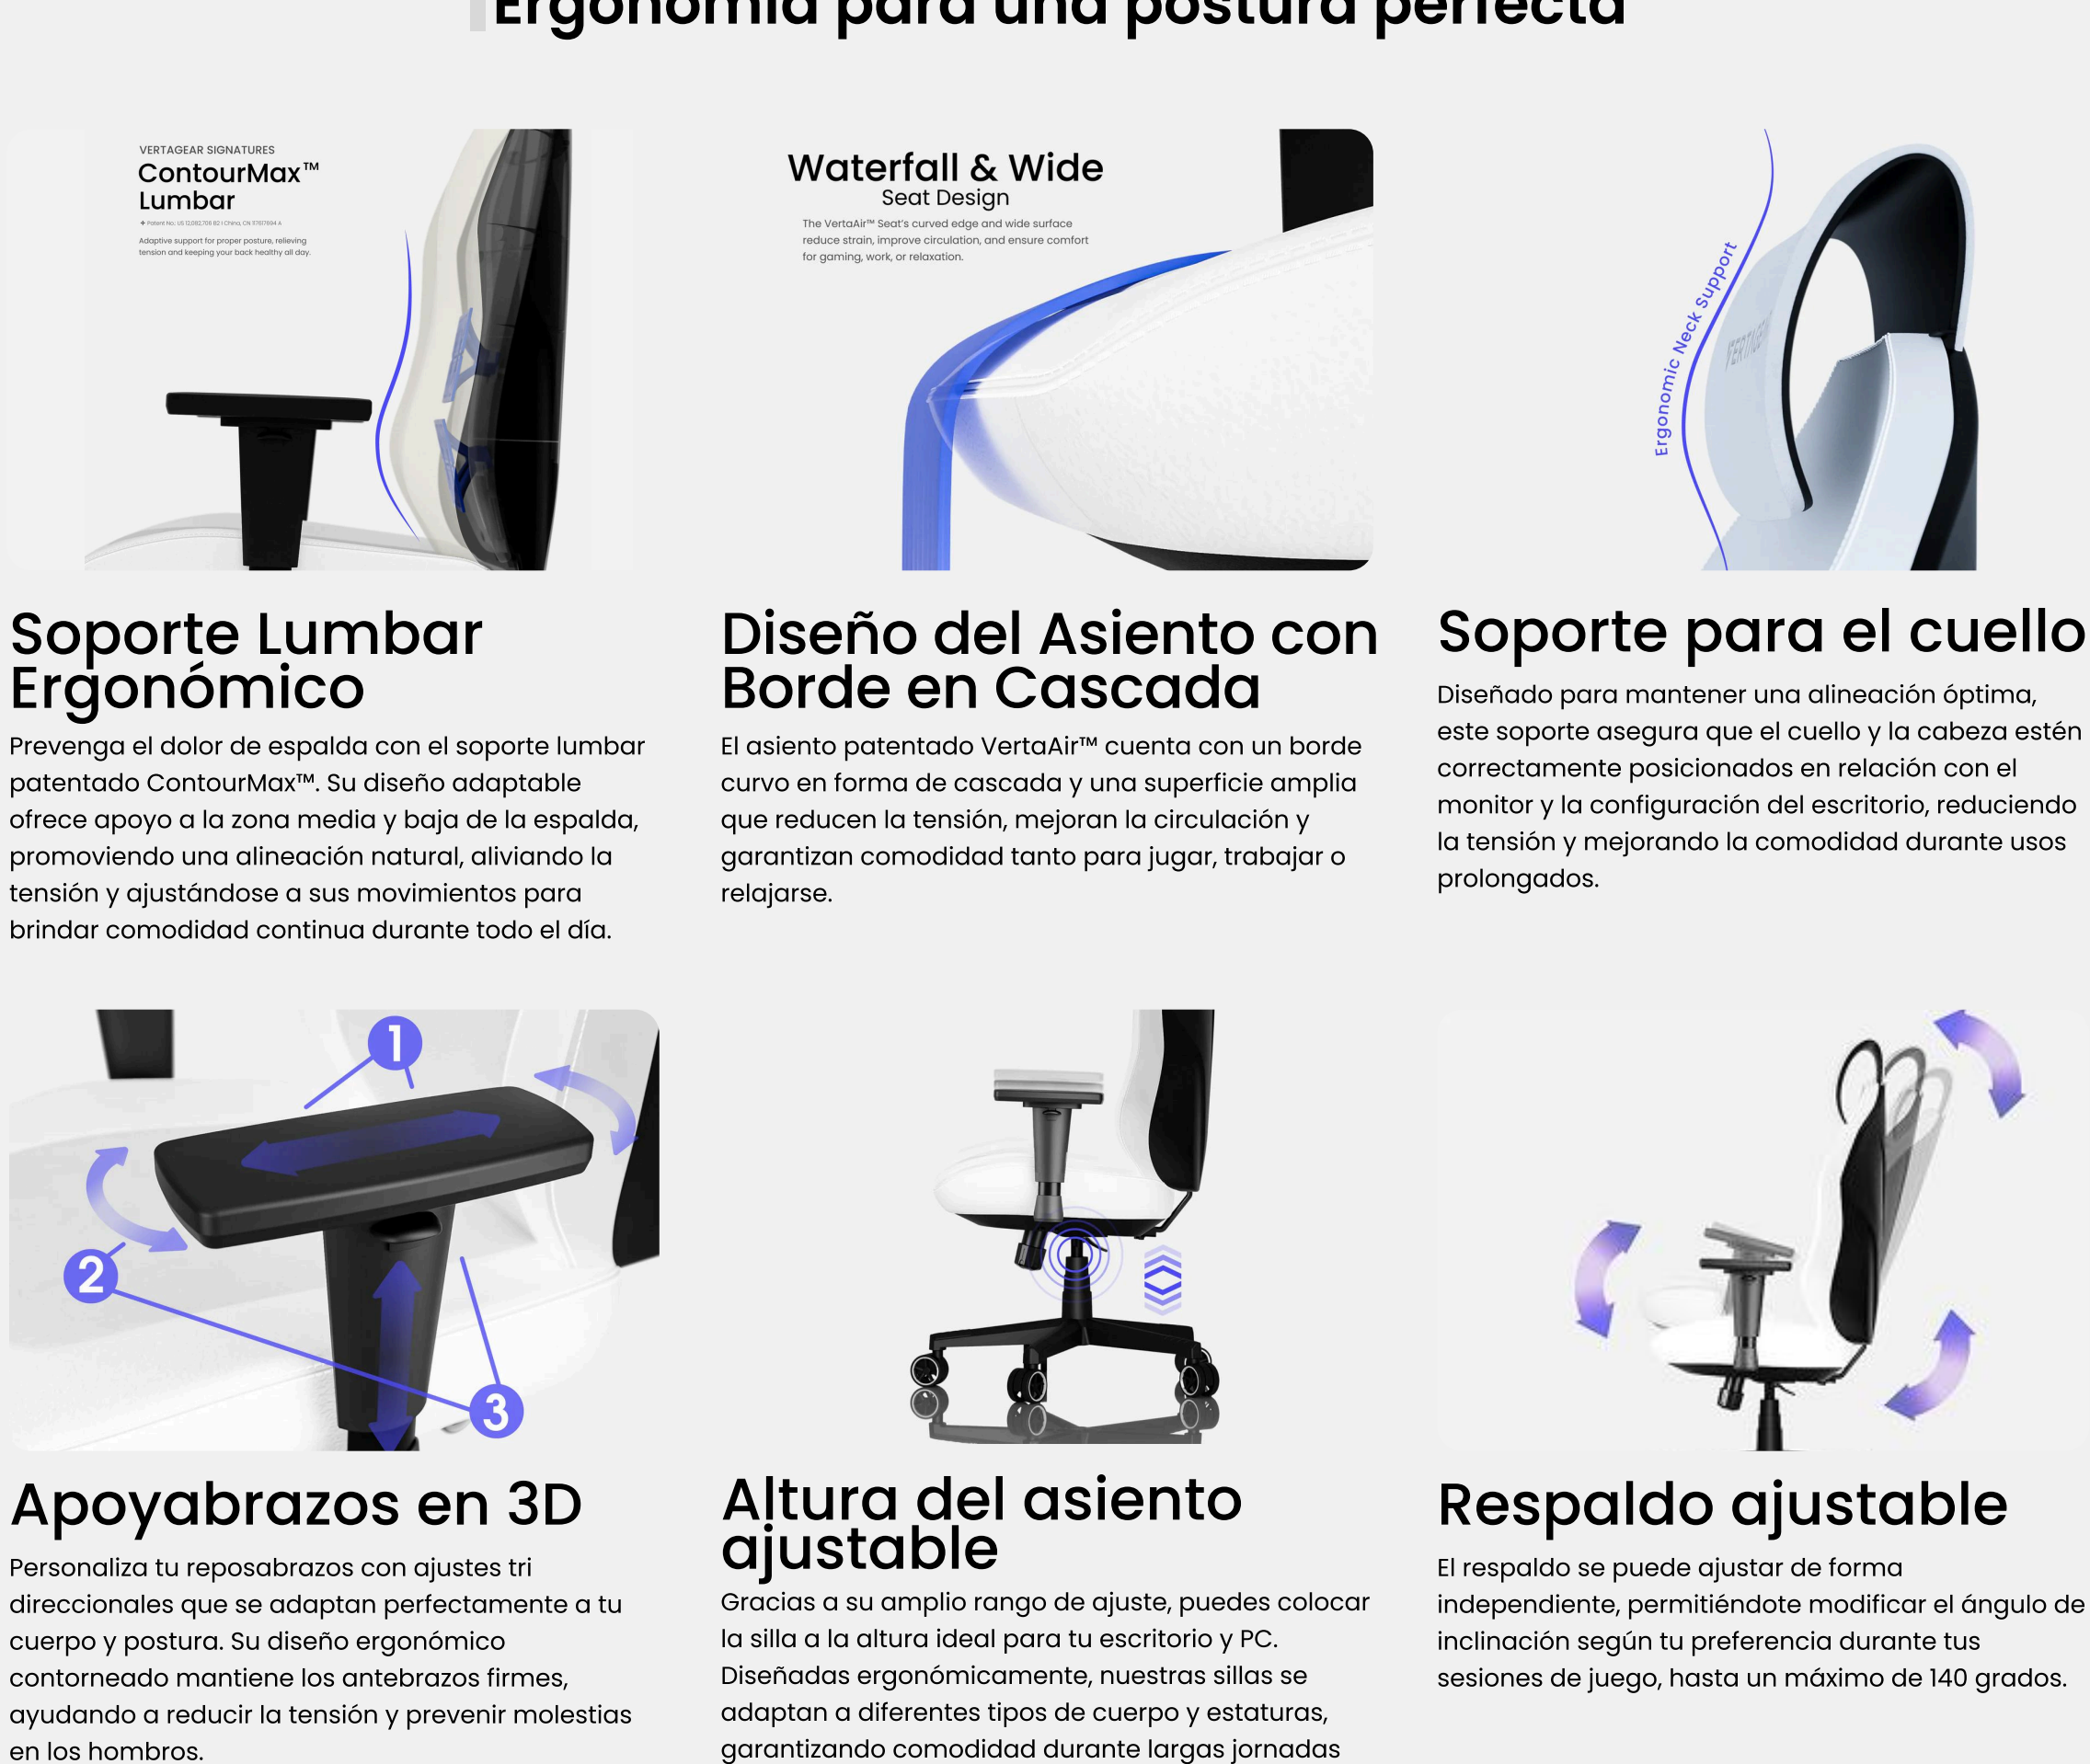 Ergonomía para una postura perfecta
VERTAGEAR SIGNATURES
ContourMax™
Lumbar
Adaptive support for proper posture, relieving
tension and keeping your back healthy all day.
Waterfall & Wide
Seat Design
The VertaAir™ Seat's curved edge and wide surface
reduce strain, improve circulation, and ensure comfort
for gaming, work, or relaxation.
Ergonomic Neck Support
Soporte Lumbar
Ergonómico
Prevenga el dolor de espalda con el soporte lumbar
patentado ContourMax™. Su diseño adaptable
ofrece apoyo a la zona media y baja de la espalda,
promoviendo una alineación natural, aliviando la
tensión y ajustándose a sus movimientos para
brindar comodidad continua durante todo el día.
Diseño del Asiento con
Borde en Cascada
El asiento patentado VertaAir™ cuenta con un borde
curvo en forma de cascada y una superficie amplia
que reducen la tensión, mejoran la circulación y
garantizan comodidad tanto para jugar, trabajar o
relajarse.
Soporte para el cuello
Diseñado para mantener una alineación óptima,
este soporte asegura que el cuello y la cabeza estén
correctamente posicionados en relación con el
monitor y la configuración del escritorio, reduciendo
la tensión y mejorando la comodidad durante usos
prolongados.
1
2
3
Apoyabrazos en 3D
Personaliza tu reposabrazos con ajustes tri
direccionales que se adaptan perfectamente a tu
cuerpo y postura. Su diseño ergonómico
contorneado mantiene los antebrazos firmes,
ayudando a reducir la tensión y prevenir molestias
en los hombros.
Altura del asiento
ajustable
Gracias a su amplio rango de ajuste, puedes colocar
la silla a la altura ideal para tu escritorio y PC.
Diseñadas ergonómicamente, nuestras sillas se
adaptan a diferentes tipos de cuerpo y estaturas,
garantizando comodidad durante largas jornadas
Respaldo ajustable
El respaldo se puede ajustar de forma
independiente, permitiéndote modificar el ángulo de
inclinación según tu preferencia durante tus
sesiones de juego, hasta un máximo de 140 grados.